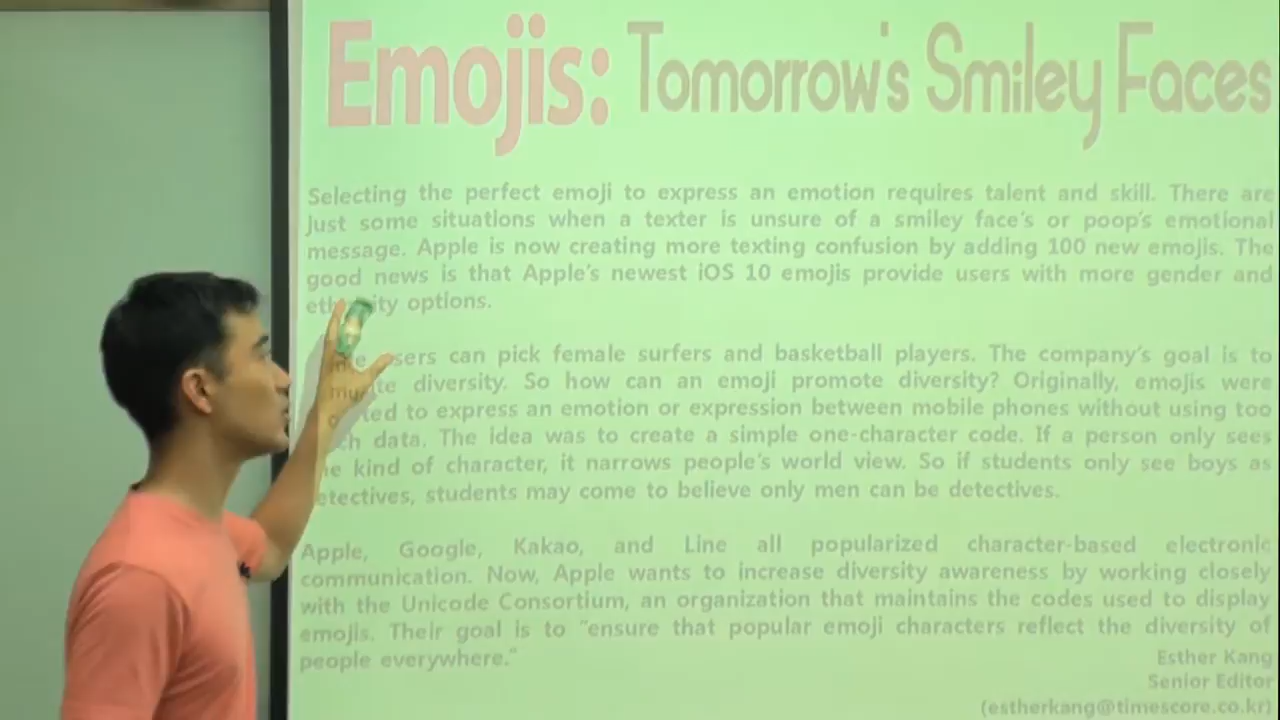 Emojis: Tomorrow's Smiley Faces
Selecting the perfect emoji to express an emotion requires talent and skill. There are
just some situations when a texter is unsure of a smiley face's or poop's emotional
message. Apple is now creating more texting confusion by adding 100 new emojis. The
good news is that Apple's newest iOS 10 emojis provide users with more gender and
options.
can pick female surfers and basketball players. The company's goal is to
diversity. So how can an emoji promote diversity? Originally, emojis were
to express an emotion or expression between mobile phones without using too
data. The idea was to create a simple one-character code. If a person only sees
kind of character, it narrows people's world view. So if students only see boys as
detectives, students may come to believe only men can be detectives.
Apple, Google, Kakao, and Line all popularized character-based electronic
communication. Now, Apple wants to increase diversity awareness by working closely
with the Unicode Consortium, an organization that maintains the codes used to display
emojis. Their goal is to "ensure that popular emoji characters reflect the diversity of
people everywhere."
Esther Kang
Senior Editor
(estherkang@timescore.co.kr)